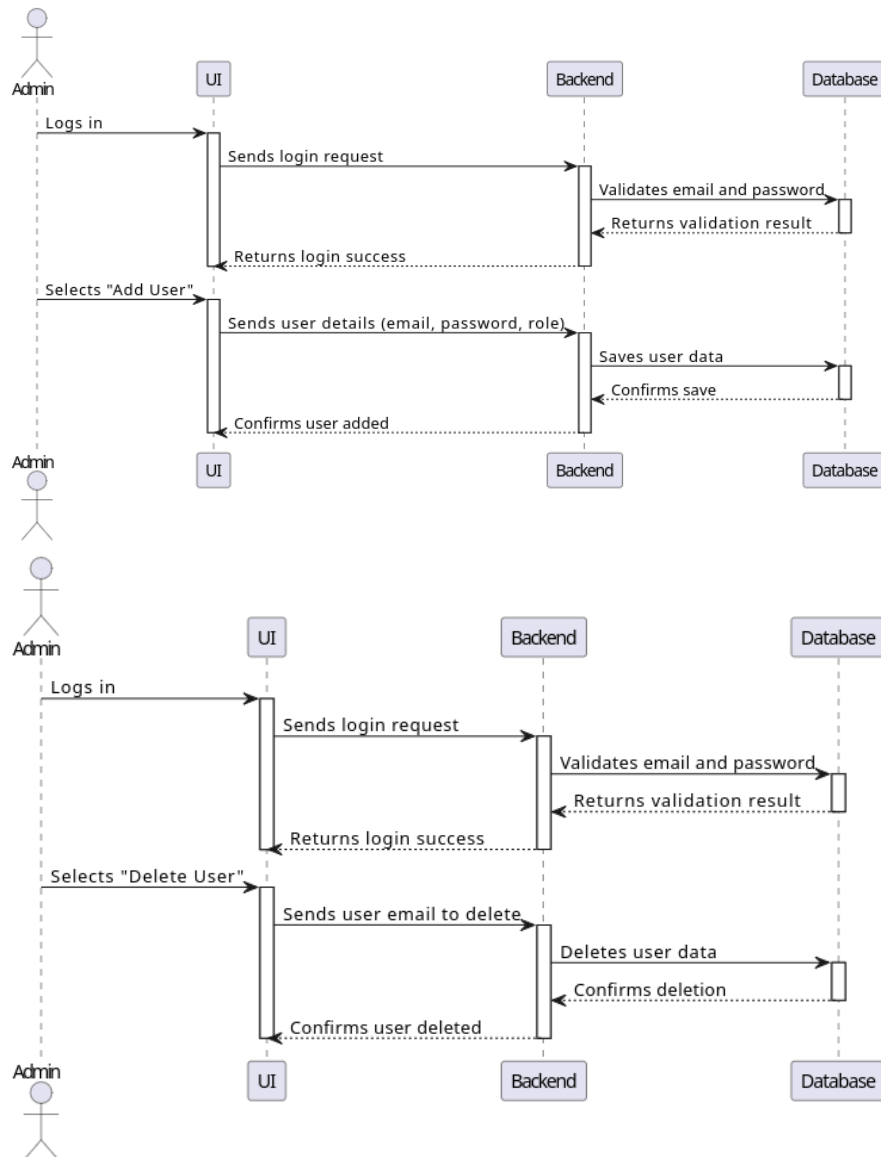 Admin
UI
Backend
Database
Logs in
Sends login request
Validates email and password
Returns validation result
Returns login success
Selects "Add User"
Sends user details (email, password, role)
Saves user data
Confirms save
Confirms user added
Admin
UI
Backend
Database
Admin
UI
Backend
Database
Logs in
Sends login request
Validates email and password
Returns validation result
Returns login success
Selects "Delete User"
Sends user email to delete
Deletes user data
Confirms deletion
Confirms user deleted
Admin
UI
Backend
Database